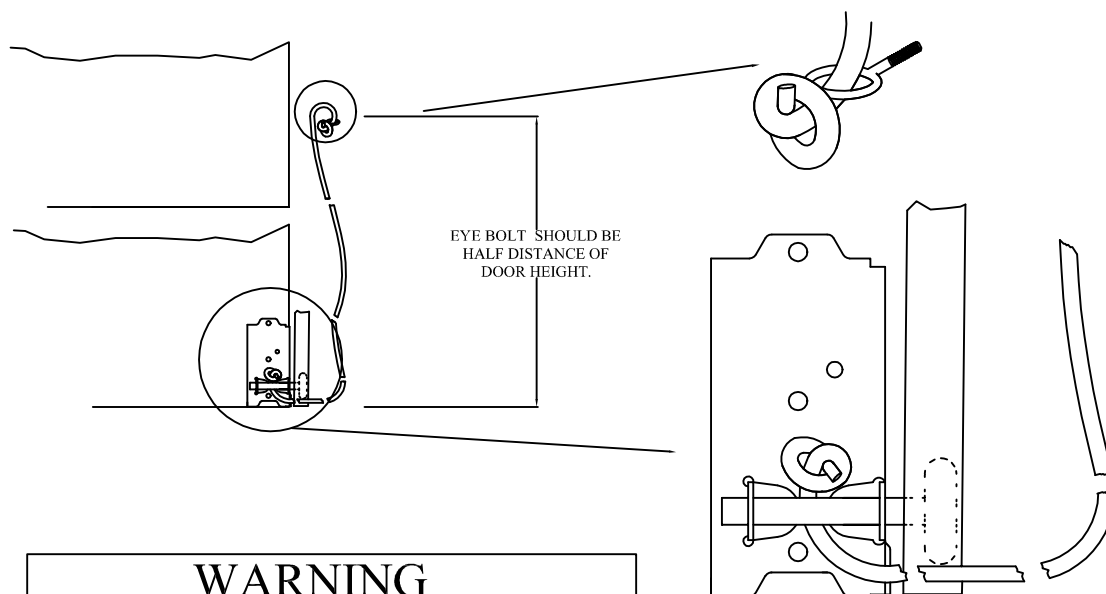 EYE BOLT SHOULD BE
HALF DISTANCE OF
DOOR HEIGHT.
WARNING